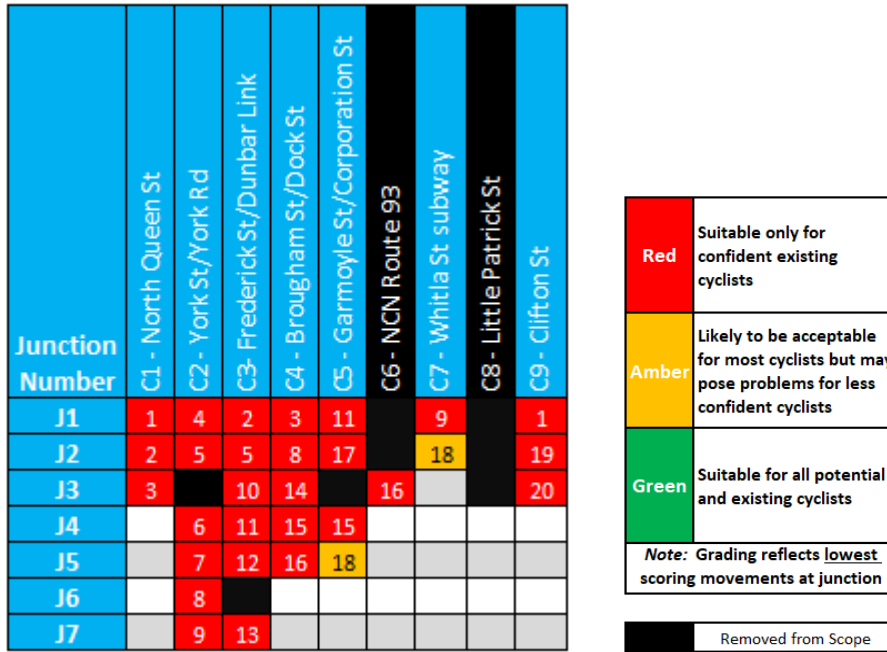 Junction Number
C1 - North Queen St
C2 - York St/York Rd
C3- Frederick St/Dunbar Link
C4 - Brougham St/Dock St
C5 - Garmoyle St/Corporation St
C6 - NCN Route 93
C7 - Whitla St subway
C8 - Little Patrick St
C9 - Clifton St
J1 1 4 2 3 11 9 1
J2 2 5 5 8 17 18 19
J3 3 10 14 16 20
J4 6 11 15 15
J5 7 12 16 18
J6 8
J7 9 13
Red
Suitable only for
confident existing
cyclists
Amber
Likely to be acceptable
for most cyclists but may
pose problems for less
confident cyclists
Green
Suitable for all potential
and existing cyclists
Note: Grading reflects lowest
scoring movements at junction
Removed from Scope